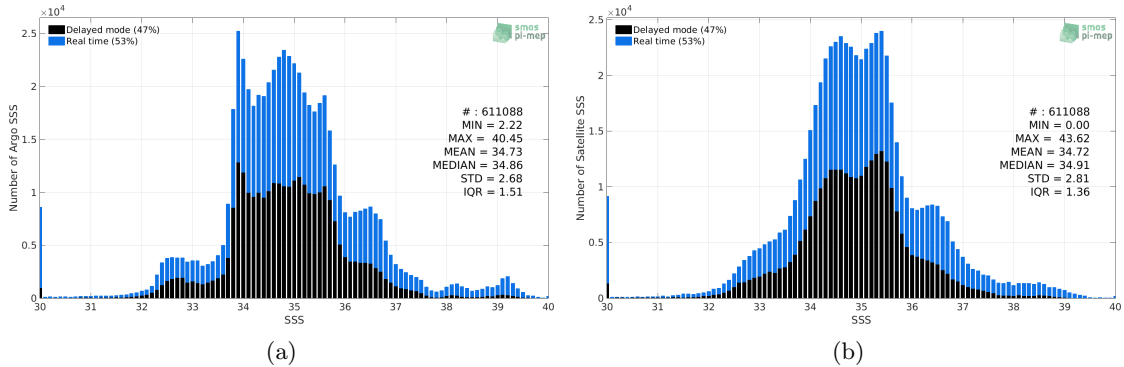 ×10⁴
Delayed mode (47%)
Real time (53%)
smos
pi-mep
# : 611088
MIN = 2.22
MAX = 40.45
MEAN = 34.73
MEDIAN = 34.86
STD = 2.68
IQR = 1.51
Number of Argo SSS
2.5
2
1.5
1
0.5
0
30 31 32 33 34 35 36 37 38 39 40
SSS
(a)
×10⁴
Delayed mode (47%)
Real time (53%)
smos
pi-mep
# : 611088
MIN = 0.00
MAX = 43.62
MEAN = 34.72
MEDIAN = 34.91
STD = 2.81
IQR = 1.36
Number of Satellite SSS
2.5
2
1.5
1
0.5
0
30 31 32 33 34 35 36 37 38 39 40
SSS
(b)